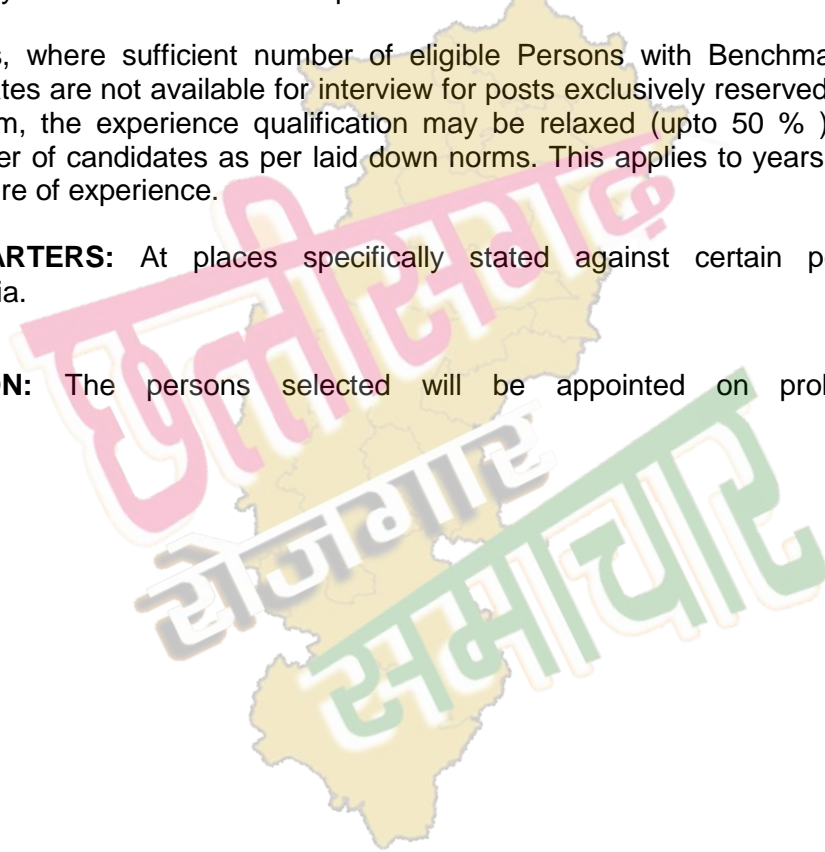 s, where sufficient number of eligible Persons with Benchma
ates are not available for interview for posts exclusively reserved
m, the experience qualification may be relaxed (upto 50 % )
er of candidates as per laid down norms. This applies to years
re of experience.
ARTERS: At places specifically stated against certain p
ia.
ON: The persons selected will be appointed on prol
छत्तीसगढ़
रोजगार
समाचार